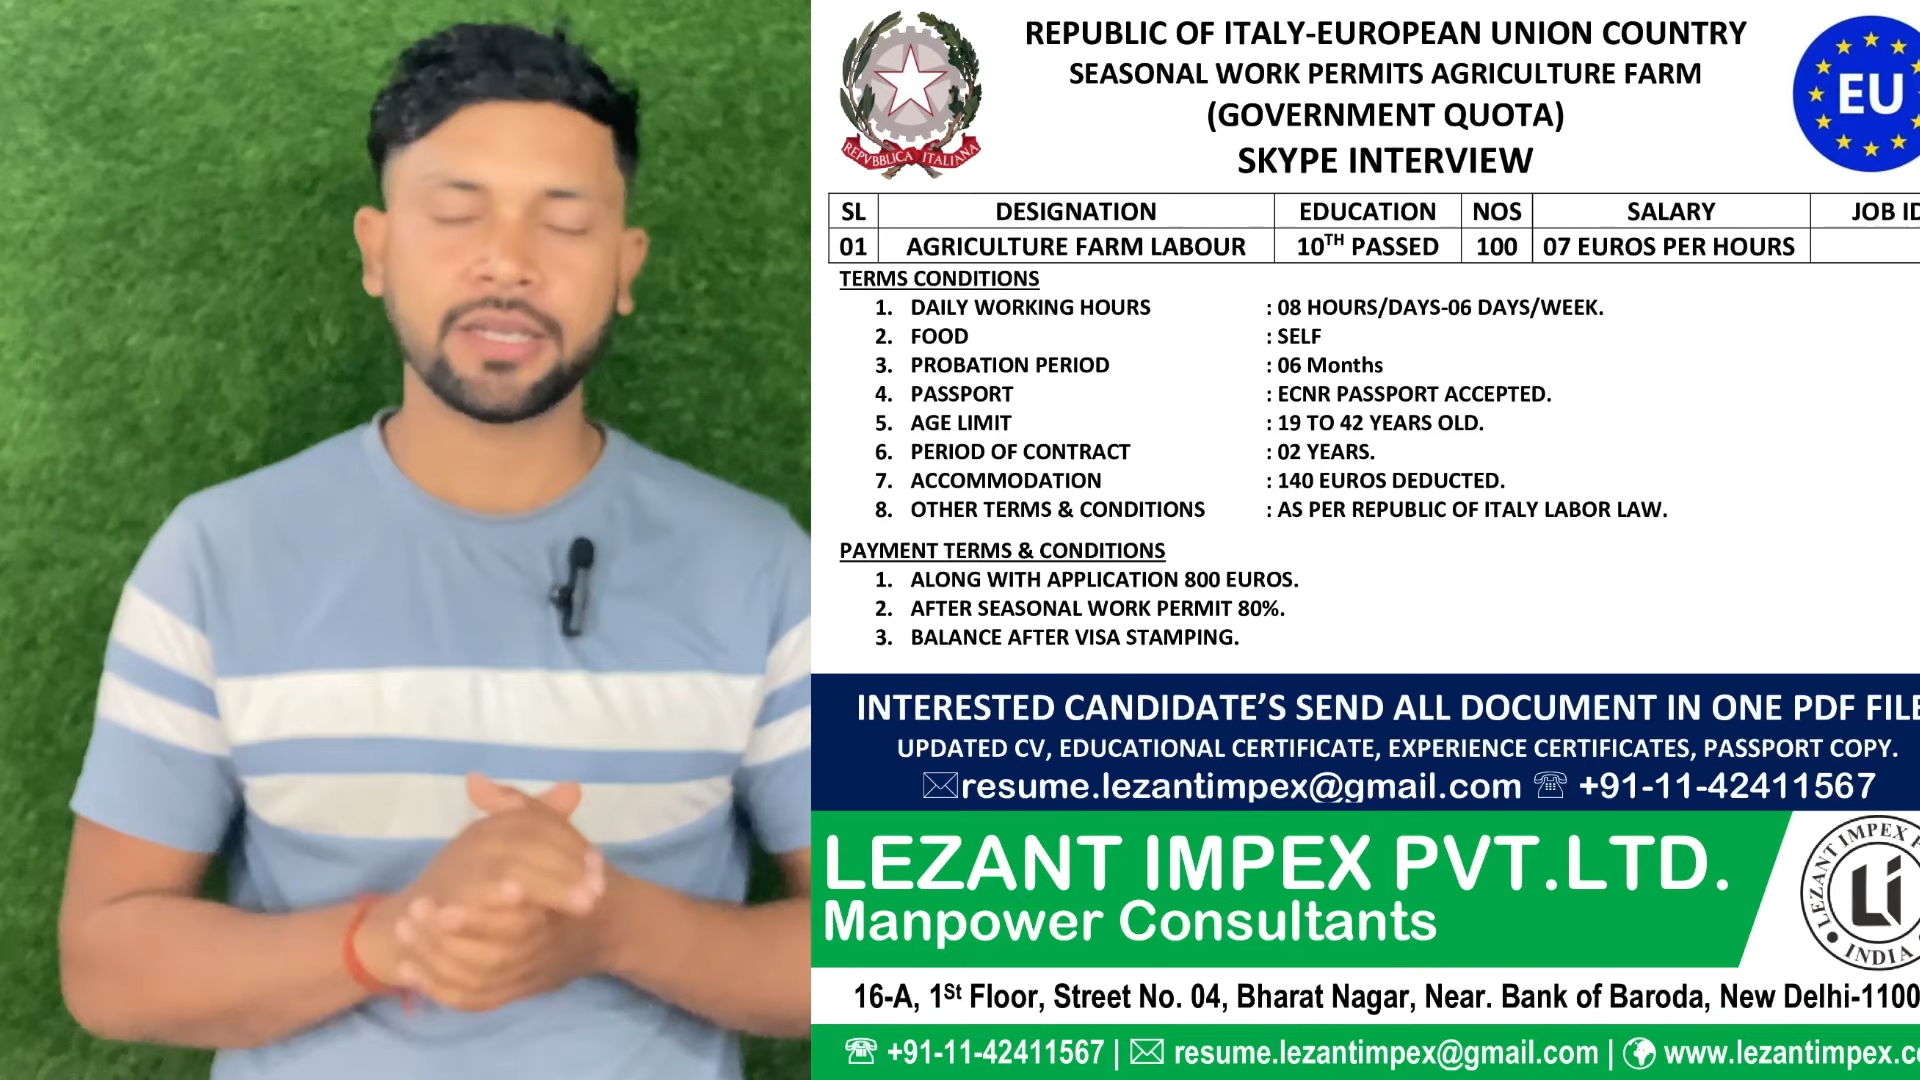 REPUBLIC OF ITALY-EUROPEAN UNION COUNTRY
SEASONAL WORK PERMITS AGRICULTURE FARM
(GOVERNMENT QUOTA)
SKYPE INTERVIEW
REPVBBLICA ITALIANA
EU
SL DESIGNATION EDUCATION NOS SALARY JOB ID
01 AGRICULTURE FARM LABOUR 10TH PASSED 100 07 EUROS PER HOURS
TERMS CONDITIONS
1. DAILY WORKING HOURS : 08 HOURS/DAYS-06 DAYS/WEEK.
2. FOOD : SELF
3. PROBATION PERIOD : 06 Months
4. PASSPORT : ECNR PASSPORT ACCEPTED.
5. AGE LIMIT : 19 TO 42 YEARS OLD.
6. PERIOD OF CONTRACT : 02 YEARS.
7. ACCOMMODATION : 140 EUROS DEDUCTED.
8. OTHER TERMS & CONDITIONS : AS PER REPUBLIC OF ITALY LABOR LAW.
PAYMENT TERMS & CONDITIONS
1. ALONG WITH APPLICATION 800 EUROS.
2. AFTER SEASONAL WORK PERMIT 80%.
3. BALANCE AFTER VISA STAMPING.
INTERESTED CANDIDATE'S SEND ALL DOCUMENT IN ONE PDF FILE
UPDATED CV, EDUCATIONAL CERTIFICATE, EXPERIENCE CERTIFICATES, PASSPORT COPY.
✉resume.lezantimpex@gmail.com ☏ +91-11-42411567
LEZANT IMPEX PVT.LTD.
Manpower Consultants
LEZANT IMPEX P
Li
INDIA
16-A, 1St Floor, Street No. 04, Bharat Nagar, Near. Bank of Baroda, New Delhi-1100
☏ +91-11-42411567 | ✉ resume.lezantimpex@gmail.com | www.lezantimpex.c